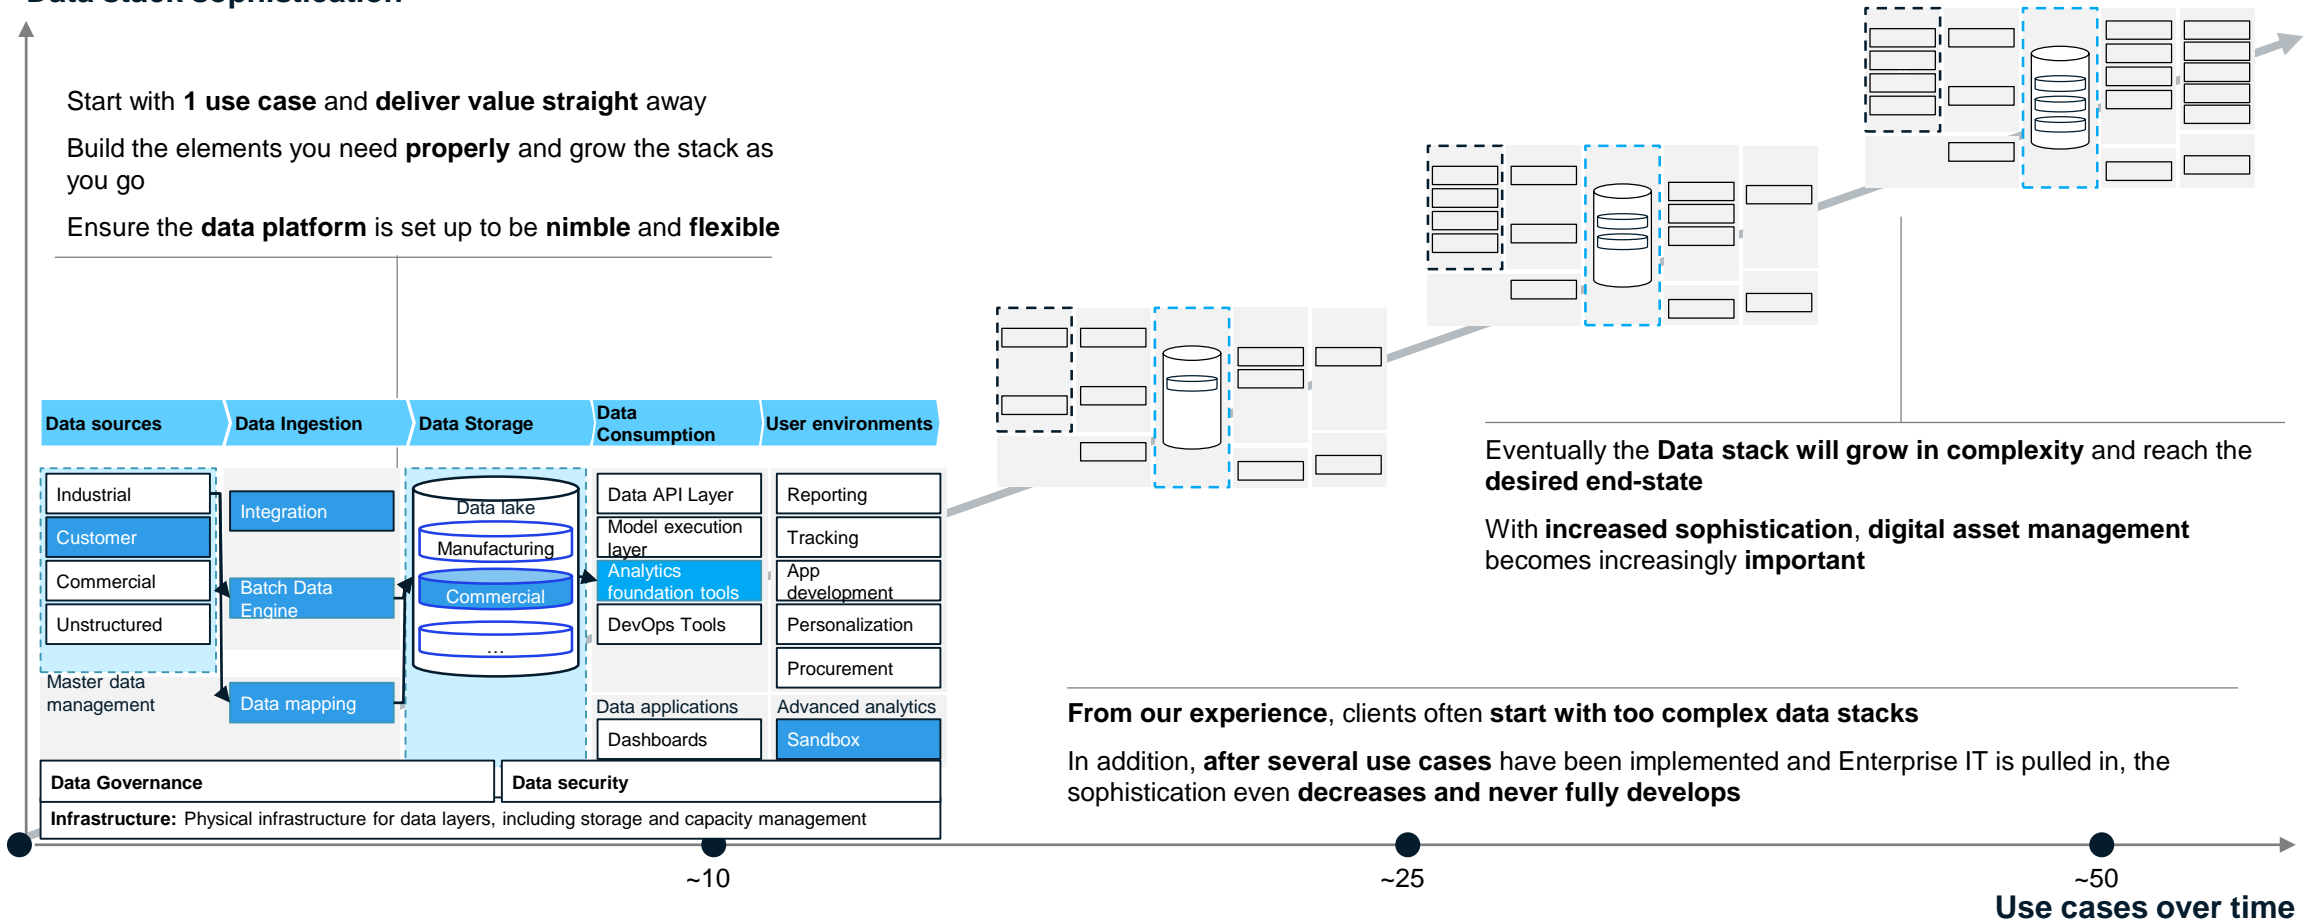 Data stack sophistication
Start with 1 use case and deliver value straight away
Build the elements you need properly and grow the stack as
you go
Ensure the data platform is set up to be nimble and flexible
Data sources
Data Ingestion
Data Storage
Data
Consumption
User environments
Industrial
Customer
Commercial
Unstructured
Master data
management
Integration
Batch Data
Engine
Data mapping
Data lake
Manufacturing
Commercial
...
Data API Layer
Model execution
layer
Analytics
foundation tools
DevOps Tools
Data applications
Dashboards
Reporting
Tracking
App
development
Personalization
Procurement
Advanced analytics
Sandbox
Data Governance
Data security
Infrastructure: Physical infrastructure for data layers, including storage and capacity management
Eventually the Data stack will grow in complexity and reach the
desired end-state
With increased sophistication, digital asset management
becomes increasingly important
From our experience, clients often start with too complex data stacks
In addition, after several use cases have been implemented and Enterprise IT is pulled in, the
sophistication even decreases and never fully develops
~10
~25
~50
Use cases over time